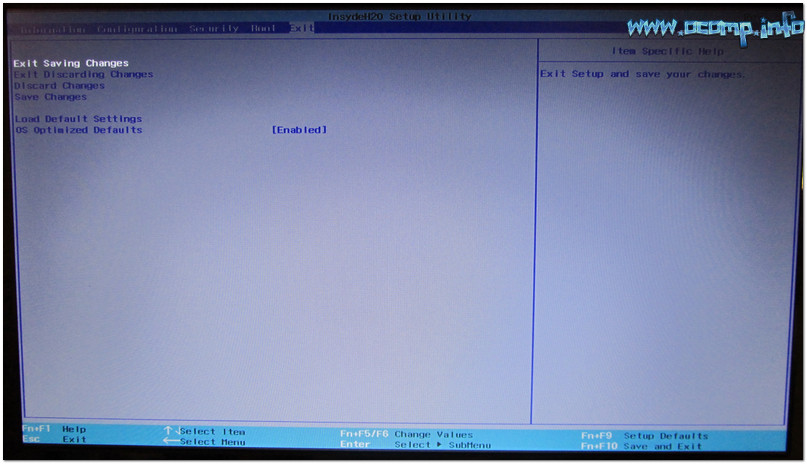 InsydeH2O Setup Utility
www.ocomp.info
Information Configuration Security Boot Exit
Item Specific Help
Exit Saving Changes
Exit Discarding Changes
Discard Changes
Save Changes
Load Default Settings
OS Optimized Defaults [Enabled]
Exit Setup and save your changes.
Fn+F1 Help ↑↓Select Item Fn+F5/F6 Change Values Fn+F9 Setup Defaults
Esc Exit ←→Select Menu Enter Select ▶ SubMenu Fn+F10 Save and Exit